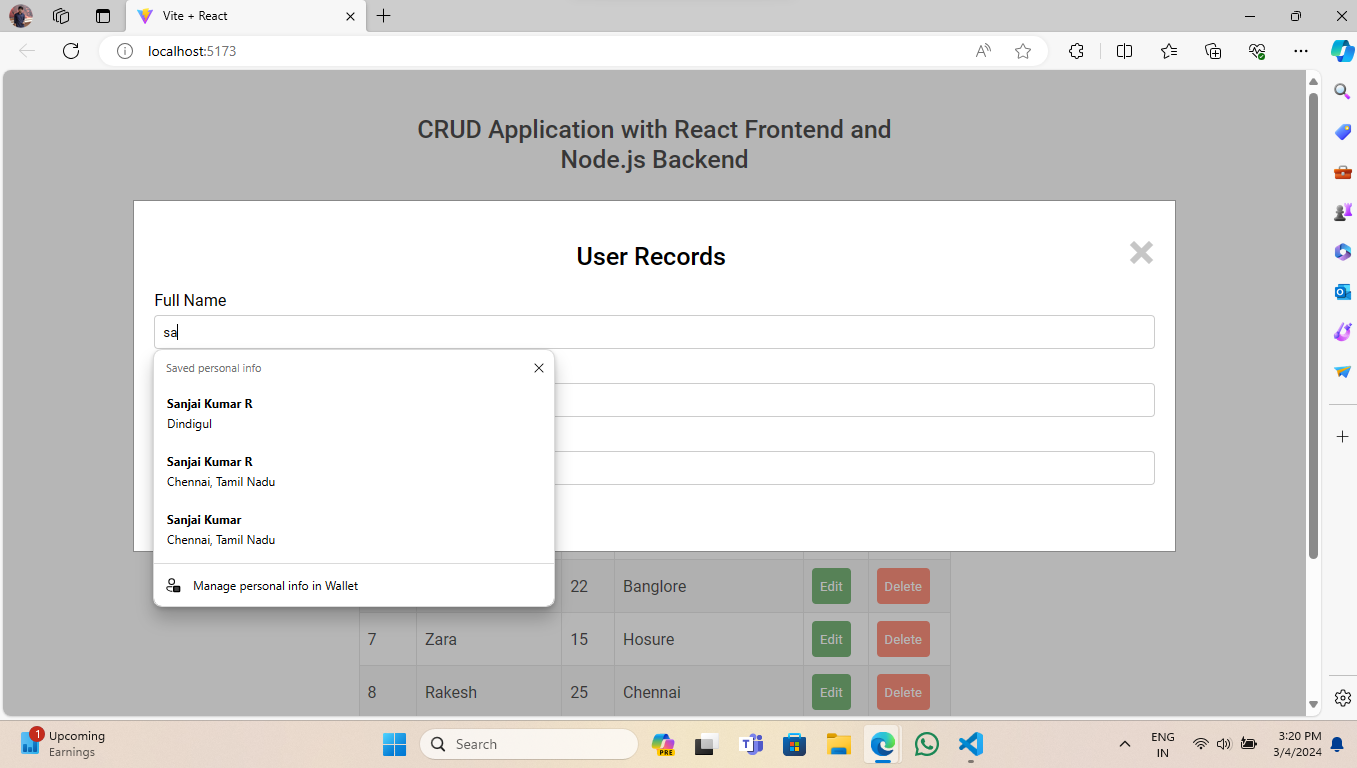 Vite + React
localhost:5173
CRUD Application with React Frontend and
Node.js Backend
User Records
Full Name
sa
Saved personal info
Sanjai Kumar R
Dindigul
Sanjai Kumar R
Chennai, Tamil Nadu
Sanjai Kumar
Chennai, Tamil Nadu
Manage personal info in Wallet
22 Banglore Edit Delete
7 Zara 15 Hosure Edit Delete
8 Rakesh 25 Chennai Edit Delete
1 Upcoming
Earnings
Search
PRE
ENG
IN
3:20 PM
3/4/2024